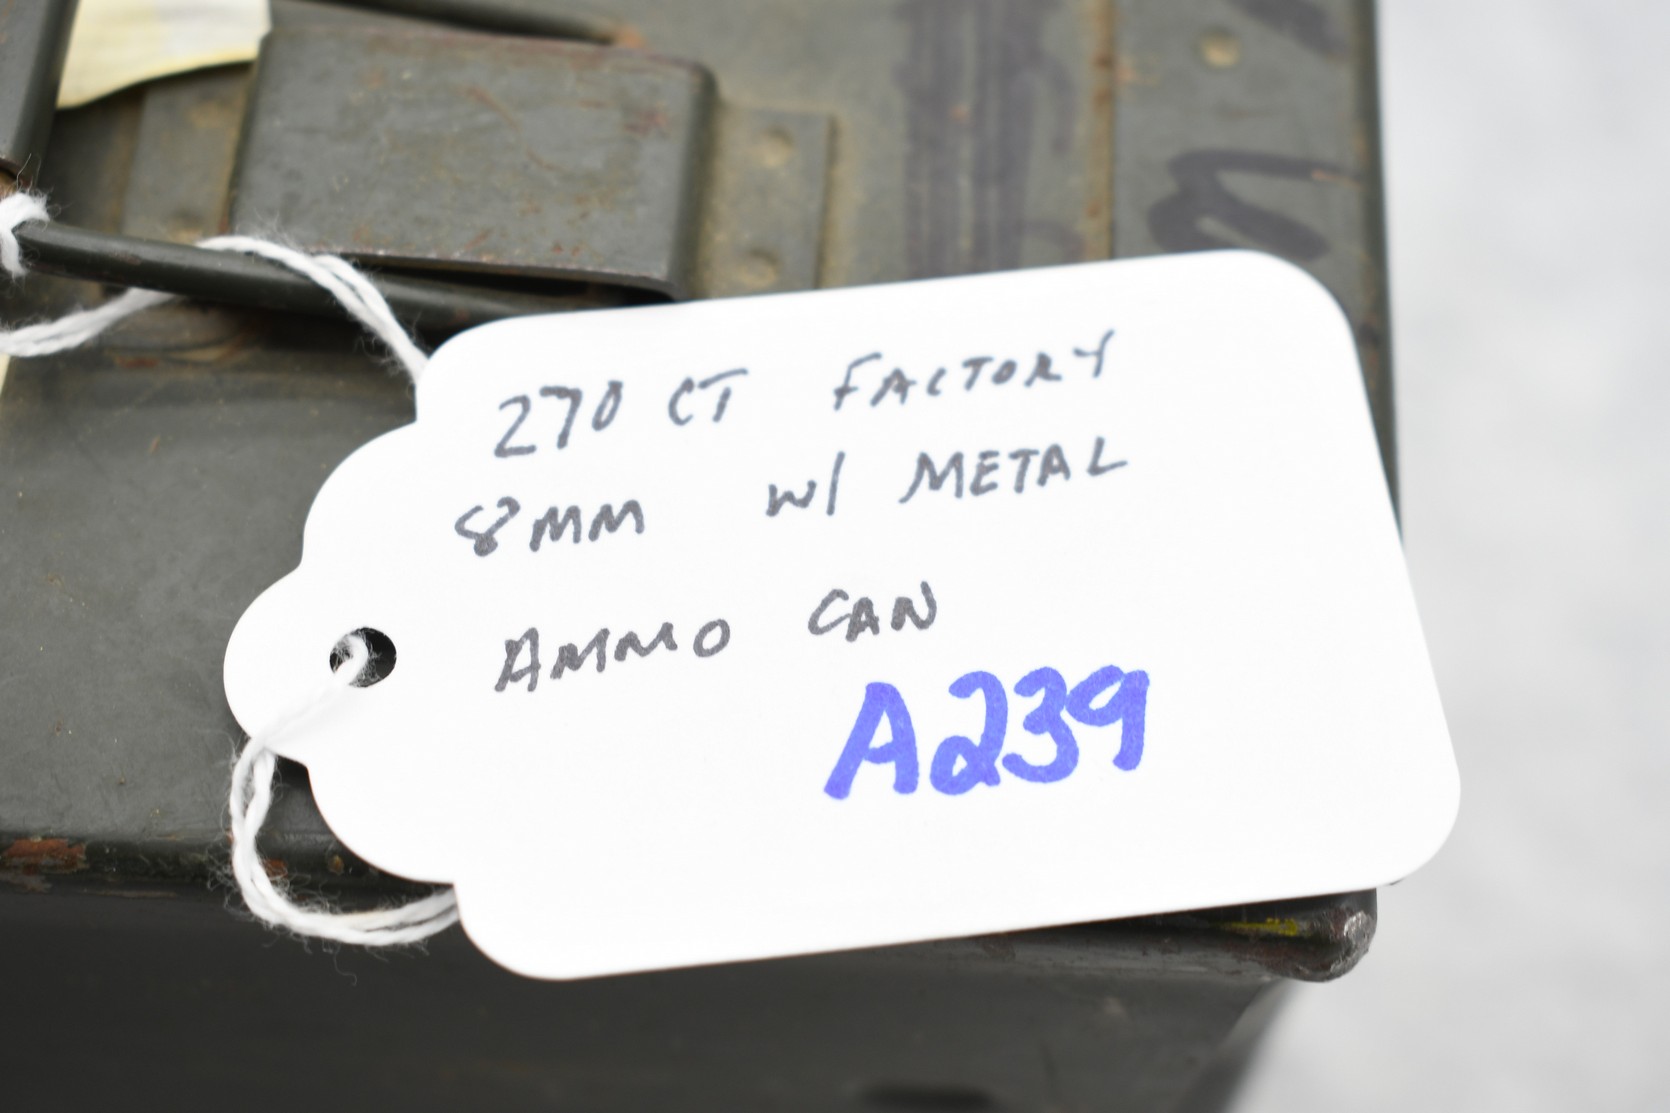 270 CT FACTORY
8MM W/ METAL
AMMO CAN
A239